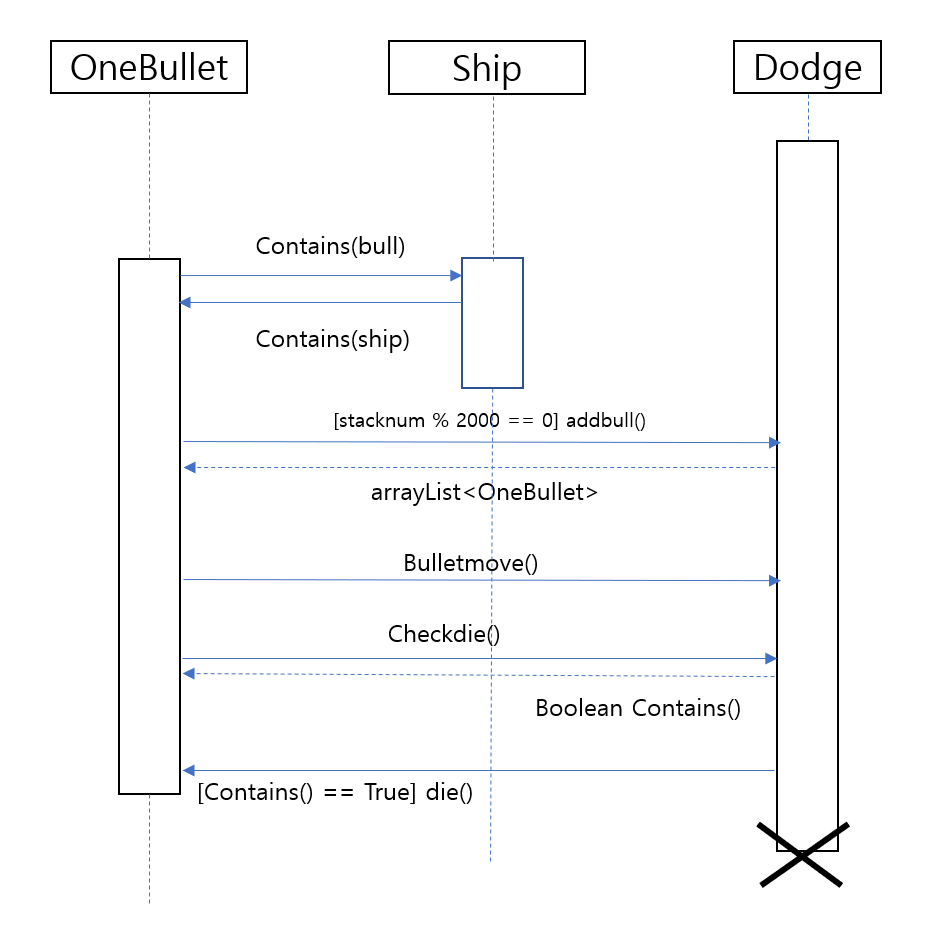 OneBullet
Ship
Dodge
Contains(bull)
Contains(ship)
[stacknum % 2000 == 0] addbull()
arrayList<OneBullet>
Bulletmove()
Checkdie()
Boolean Contains()
[Contains() == True] die()